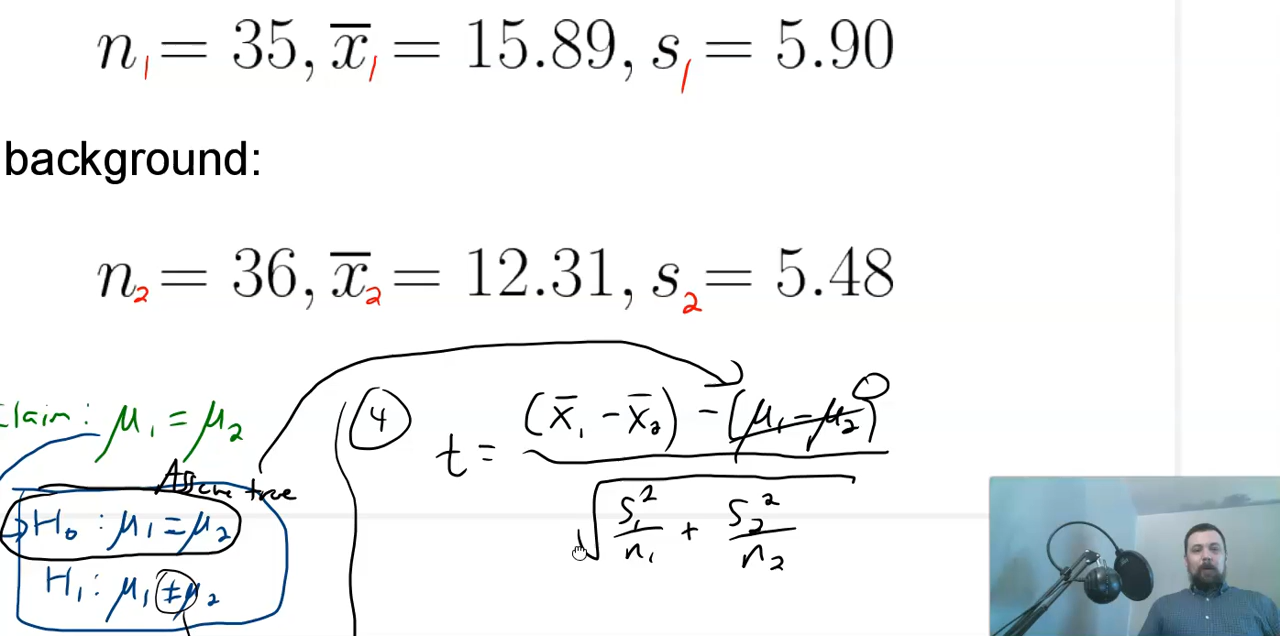 n₁ = 35, x̄₁ = 15.89, s₁ = 5.90
background:
n₂ = 36, x̄₂ = 12.31, s₂ = 5.48
Claim: μ₁ = μ₂
Assume true
H₀ : μ₁ = μ₂
H₁ : μ₁ ≠ μ₂
④
t = ((x̄₁ − x̄₂) − (μ₁ − μ₂) 0) / √(s₁²/n₁ + s₂²/n₂)